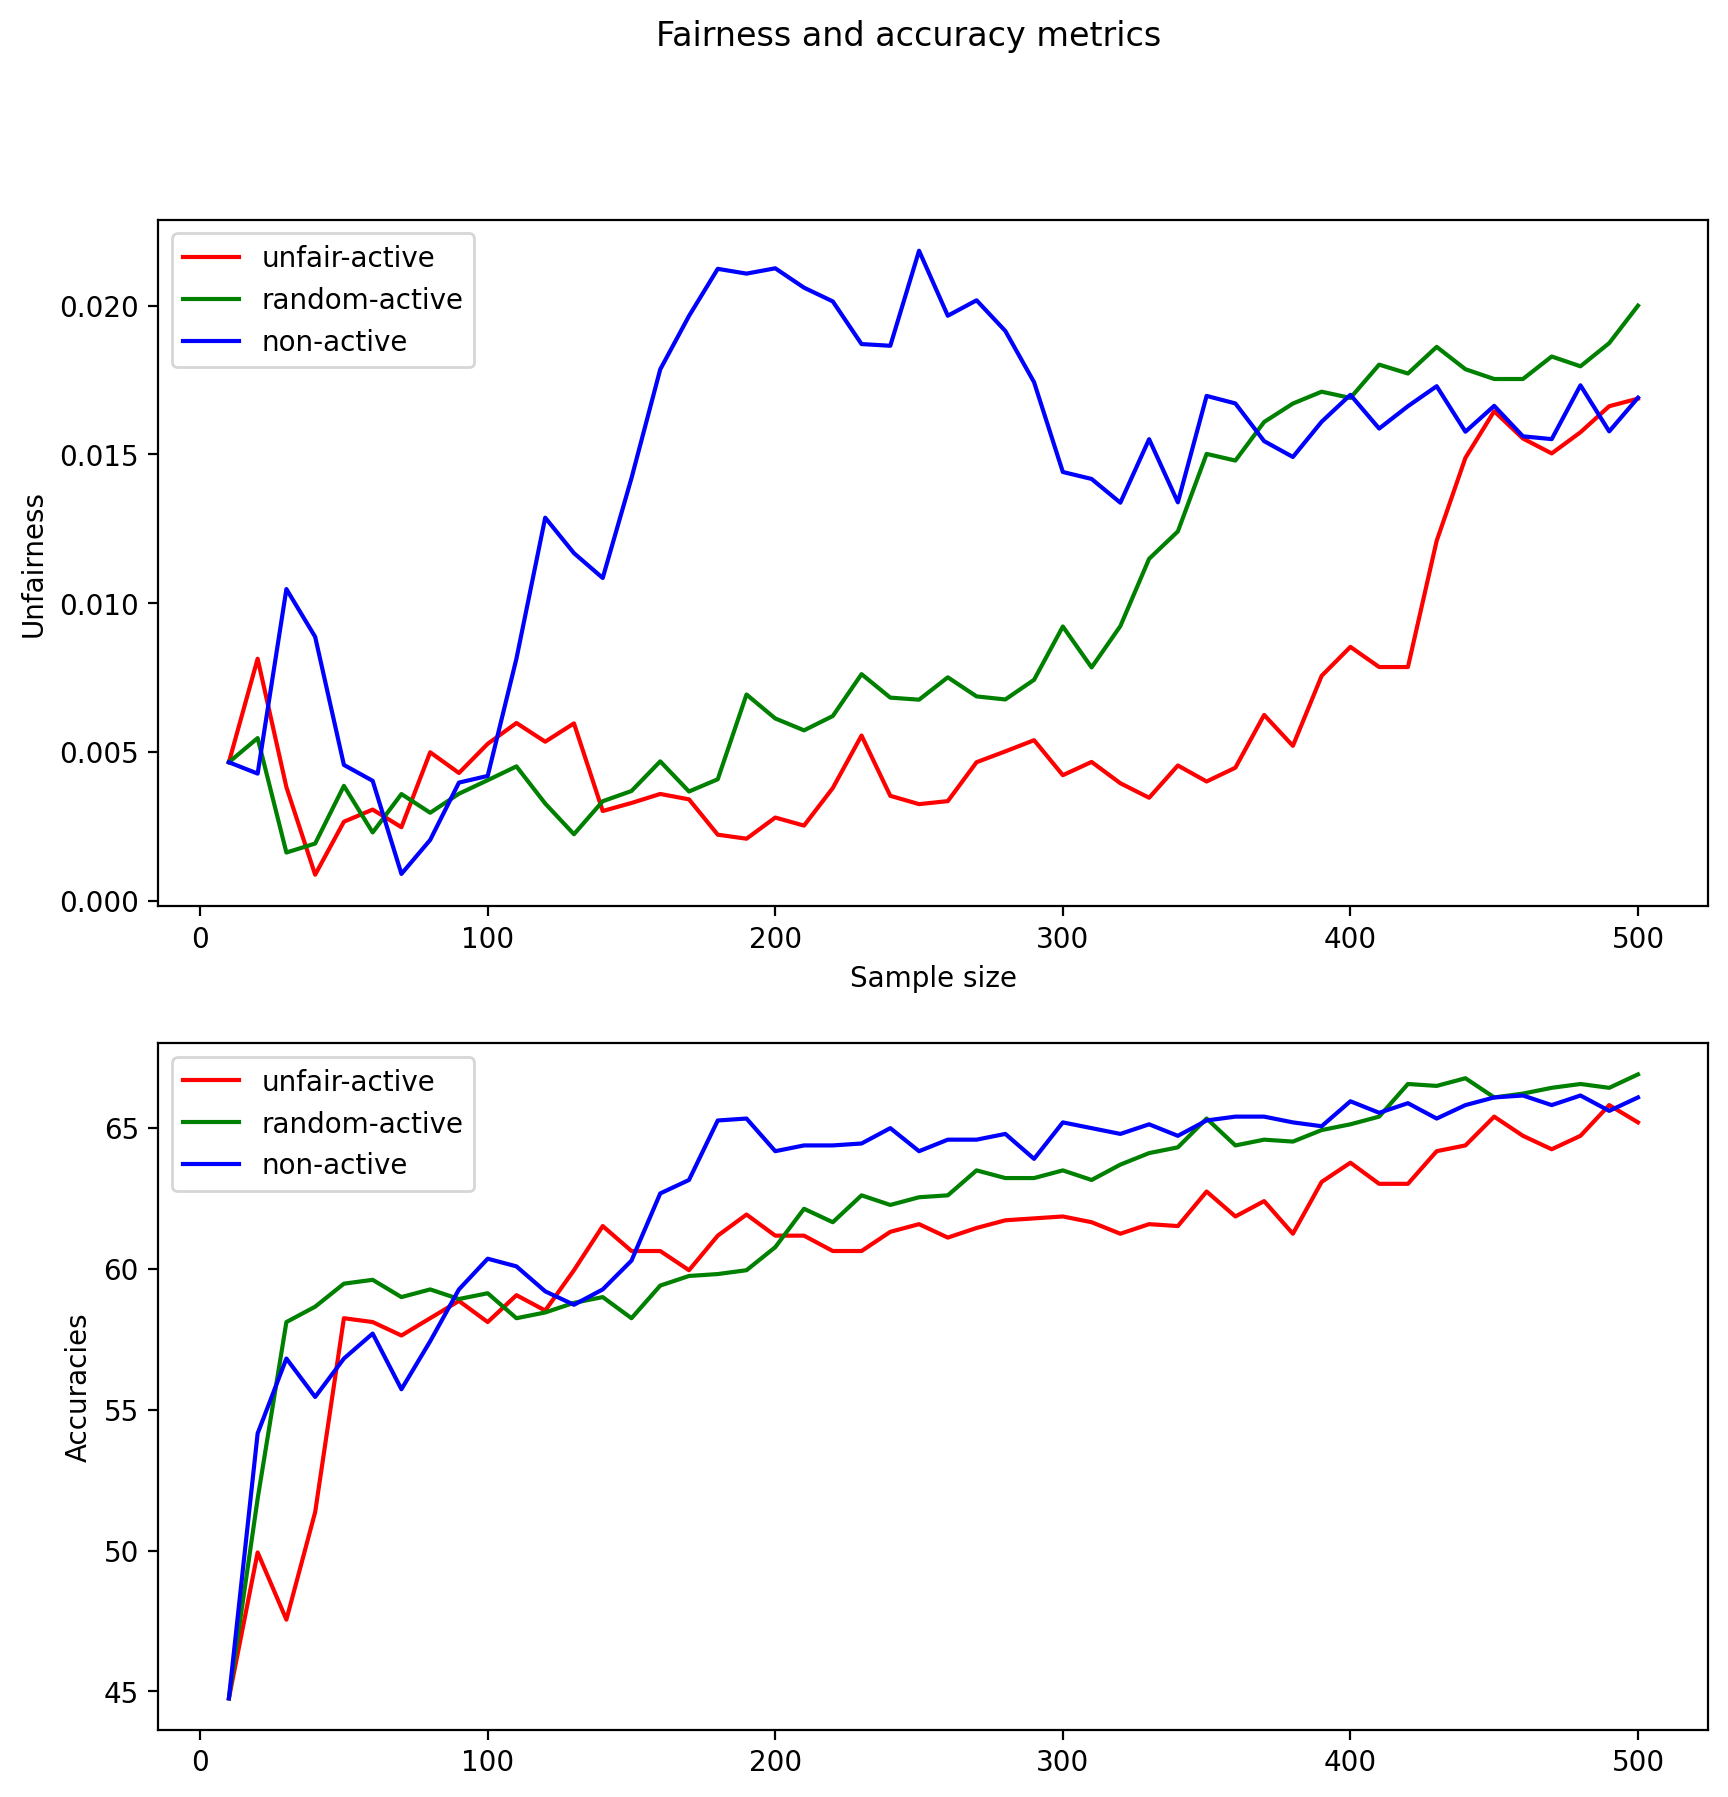 Fairness and accuracy metrics
unfair-active
random-active
non-active
0.020
0.015
0.010
0.005
0.000
Unfairness
0 100 200 300 400 500
Sample size
unfair-active
random-active
non-active
65
60
55
50
45
Accuracies
0 100 200 300 400 500